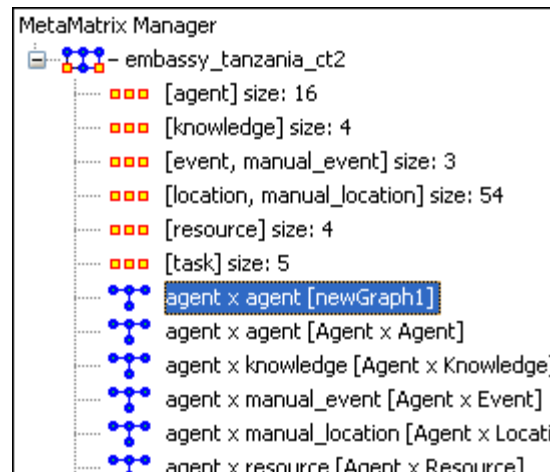 MetaMatrix Manager
embassy_tanzania_ct2
[agent] size: 16
[knowledge] size: 4
[event, manual_event] size: 3
[location, manual_location] size: 54
[resource] size: 4
[task] size: 5
agent x agent [newGraph1]
agent x agent [Agent x Agent]
agent x knowledge [Agent x Knowledge]
agent x manual_event [Agent x Event]
agent x manual_location [Agent x Locati
agent x resource [Agent x Resource]